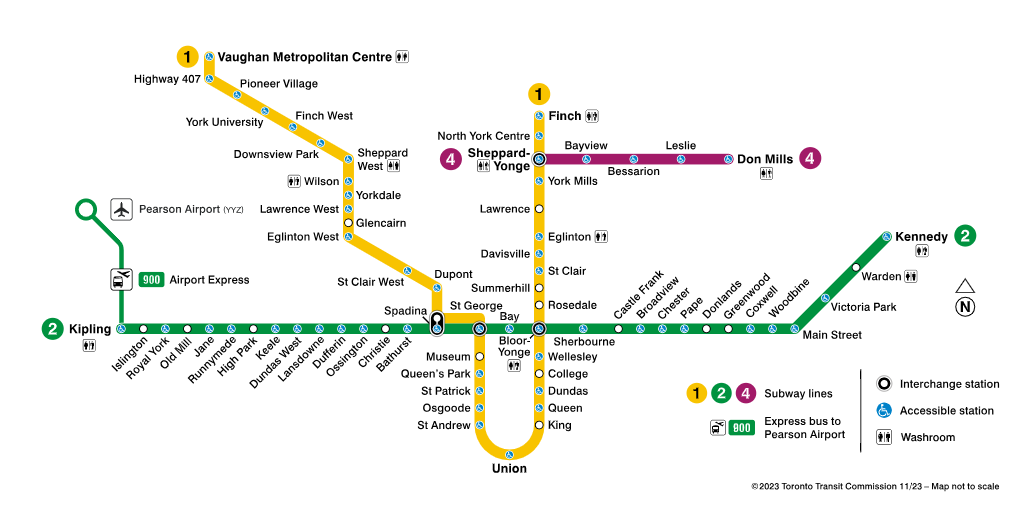 1
Vaughan Metropolitan Centre
Highway 407
Pioneer Village
York University
Finch West
Downsview Park
Sheppard
West
Wilson
Yorkdale
Lawrence West
Glencairn
Eglinton West
St Clair West
Dupont
Spadina
St George
Museum
Queen's Park
St Patrick
Osgoode
St Andrew
Union
1
Finch
North York Centre
4
Sheppard-
Yonge
Bayview
Bessarion
Leslie
Don Mills
4
York Mills
Lawrence
Eglinton
Davisville
St Clair
Summerhill
Rosedale
Bay
Bloor-
Yonge
Wellesley
College
Dundas
Queen
King
Pearson Airport (YYZ)
900
Airport Express
2
Kipling
Islington
Royal York
Old Mill
Jane
Runnymede
High Park
Keele
Dundas West
Lansdowne
Dufferin
Ossington
Christie
Bathurst
Sherbourne
Castle Frank
Broadview
Chester
Pape
Donlands
Greenwood
Coxwell
Woodbine
Main Street
Victoria Park
Warden
Kennedy
2
N
1 2 4 Subway lines
900 Express bus to
Pearson Airport
Interchange station
Accessible station
Washroom
©2023 Toronto Transit Commission 11/23 – Map not to scale